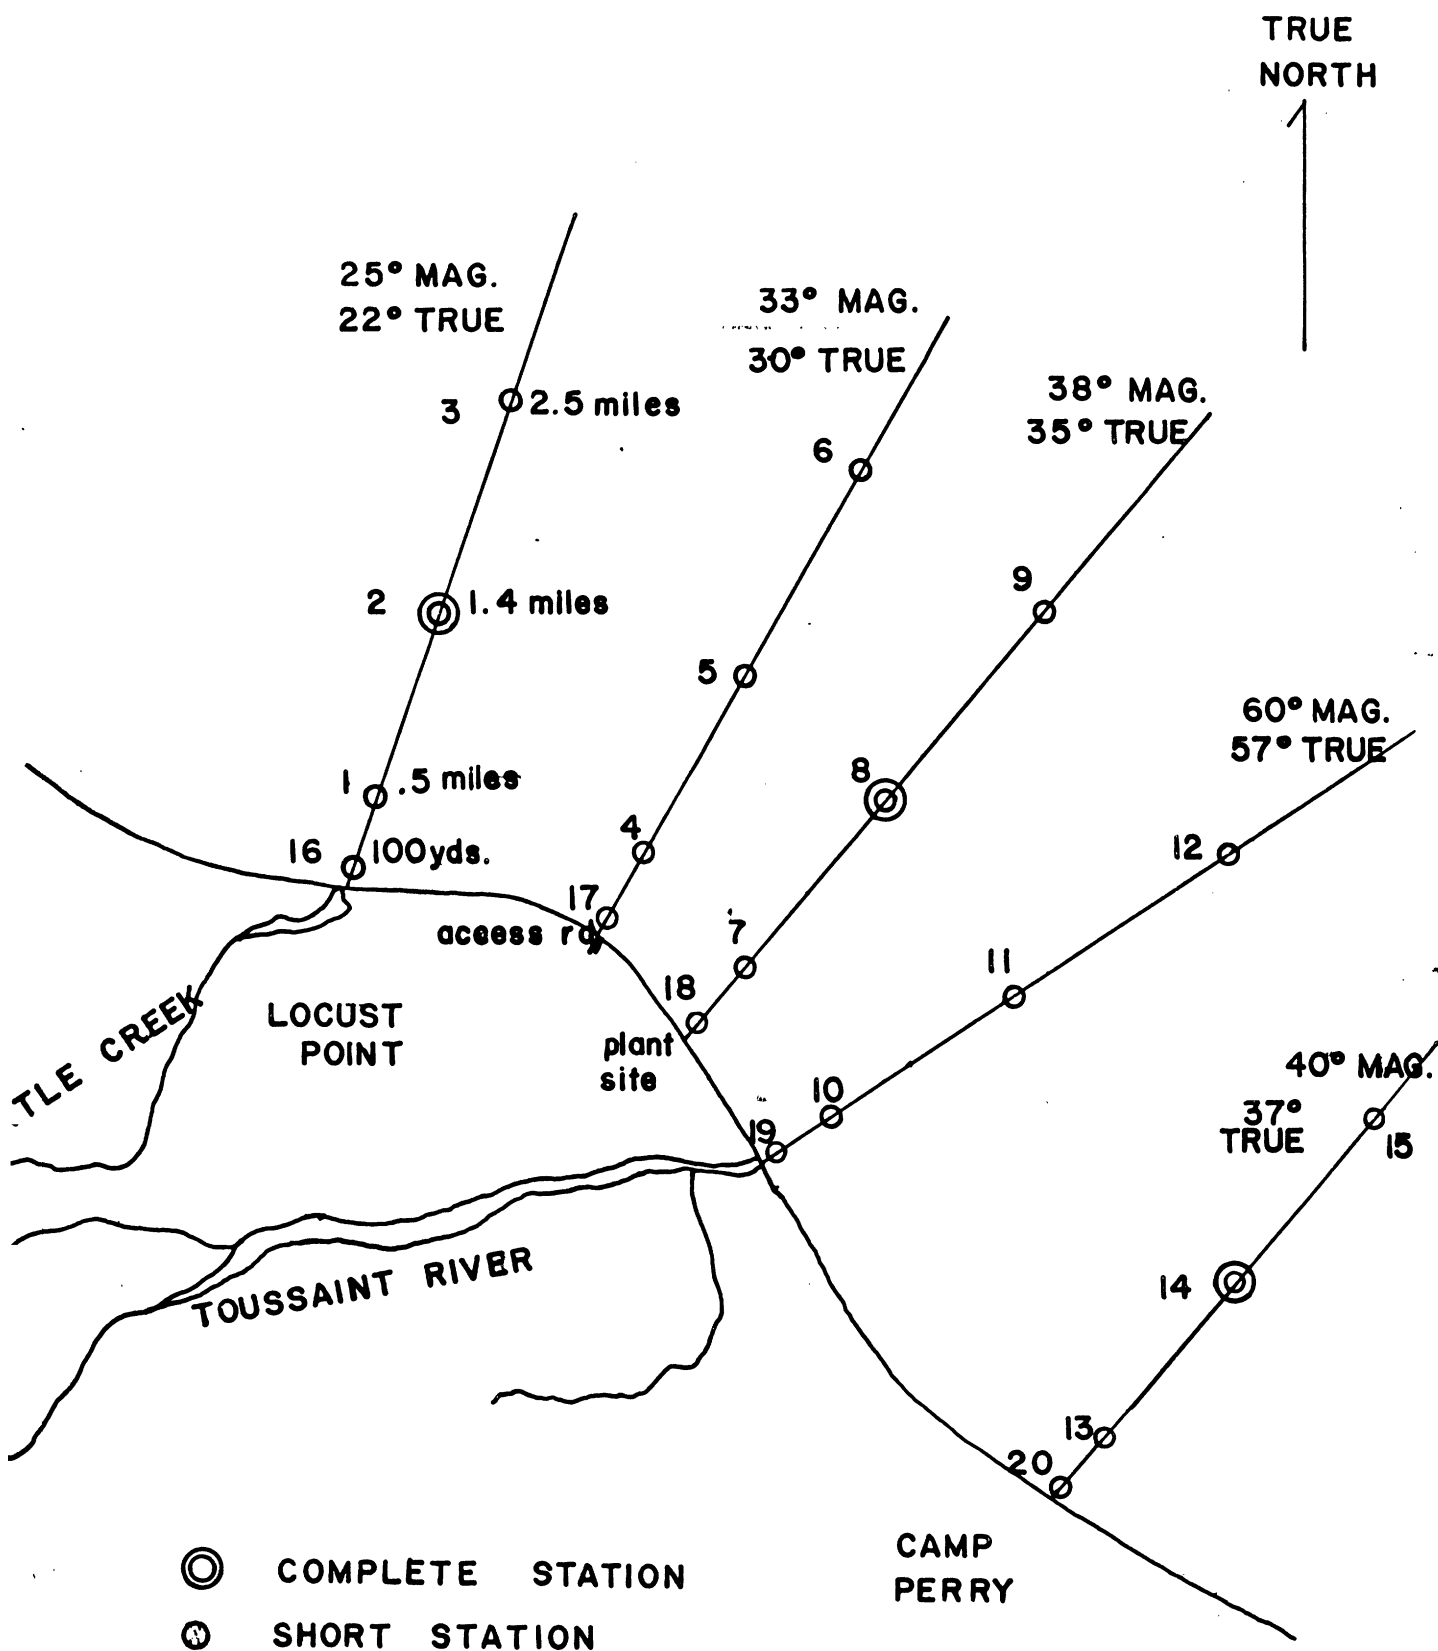 TRUE
NORTH
25° MAG.
22° TRUE
33° MAG.
30° TRUE
38° MAG.
35° TRUE
3 2.5 miles
6
9
2 1.4 miles
5
60° MAG.
57° TRUE
8
1 .5 miles
4
12
16 100yds.
17
access rd
7
11
18
LOCUST
POINT
plant
site
TLE CREEK
10
19
40° MAG.
37°
TRUE
15
TOUSSAINT RIVER
14
13
20
CAMP
PERRY
COMPLETE STATION
SHORT STATION